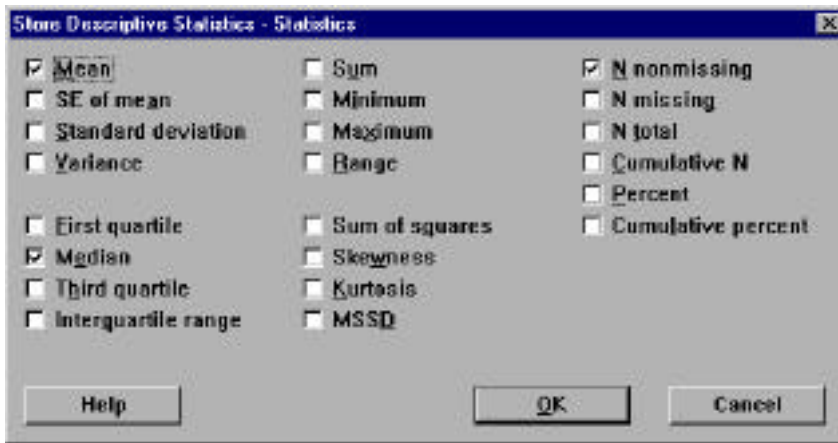 Store Descriptive Statistics - Statistics
Mean
SE of mean
Standard deviation
Variance
First quartile
Median
Third quartile
Interquartile range
Sum
Minimum
Maximum
Range
Sum of squares
Skewness
Kurtosis
MSSD
N nonmissing
N missing
N total
Cumulative N
Percent
Cumulative percent
Help
OK
Cancel